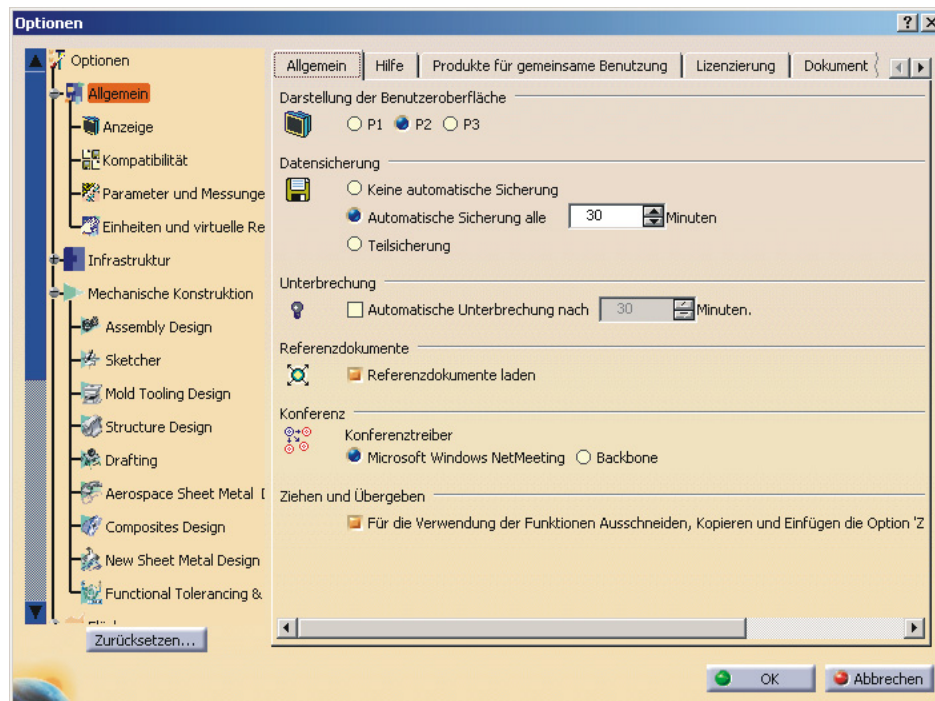 Optionen
Optionen
Allgemein
Anzeige
Kompatibilität
Parameter und Messunge
Einheiten und virtuelle Re
Infrastruktur
Mechanische Konstruktion
Assembly Design
Sketcher
Mold Tooling Design
Structure Design
Drafting
Aerospace Sheet Metal
Composites Design
New Sheet Metal Design
Functional Tolerancing &
Zurücksetzen...
Allgemein Hilfe Produkte für gemeinsame Benutzung Lizenzierung Dokument
Darstellung der Benutzeroberfläche
P1 P2 P3
Datensicherung
Keine automatische Sicherung
Automatische Sicherung alle 30 Minuten
Teilsicherung
Unterbrechung
Automatische Unterbrechung nach 30 Minuten.
Referenzdokumente
Referenzdokumente laden
Konferenz
Konferenztreiber
Microsoft Windows NetMeeting Backbone
Ziehen und Übergeben
Für die Verwendung der Funktionen Ausschneiden, Kopieren und Einfügen die Option 'Z
OK Abbrechen